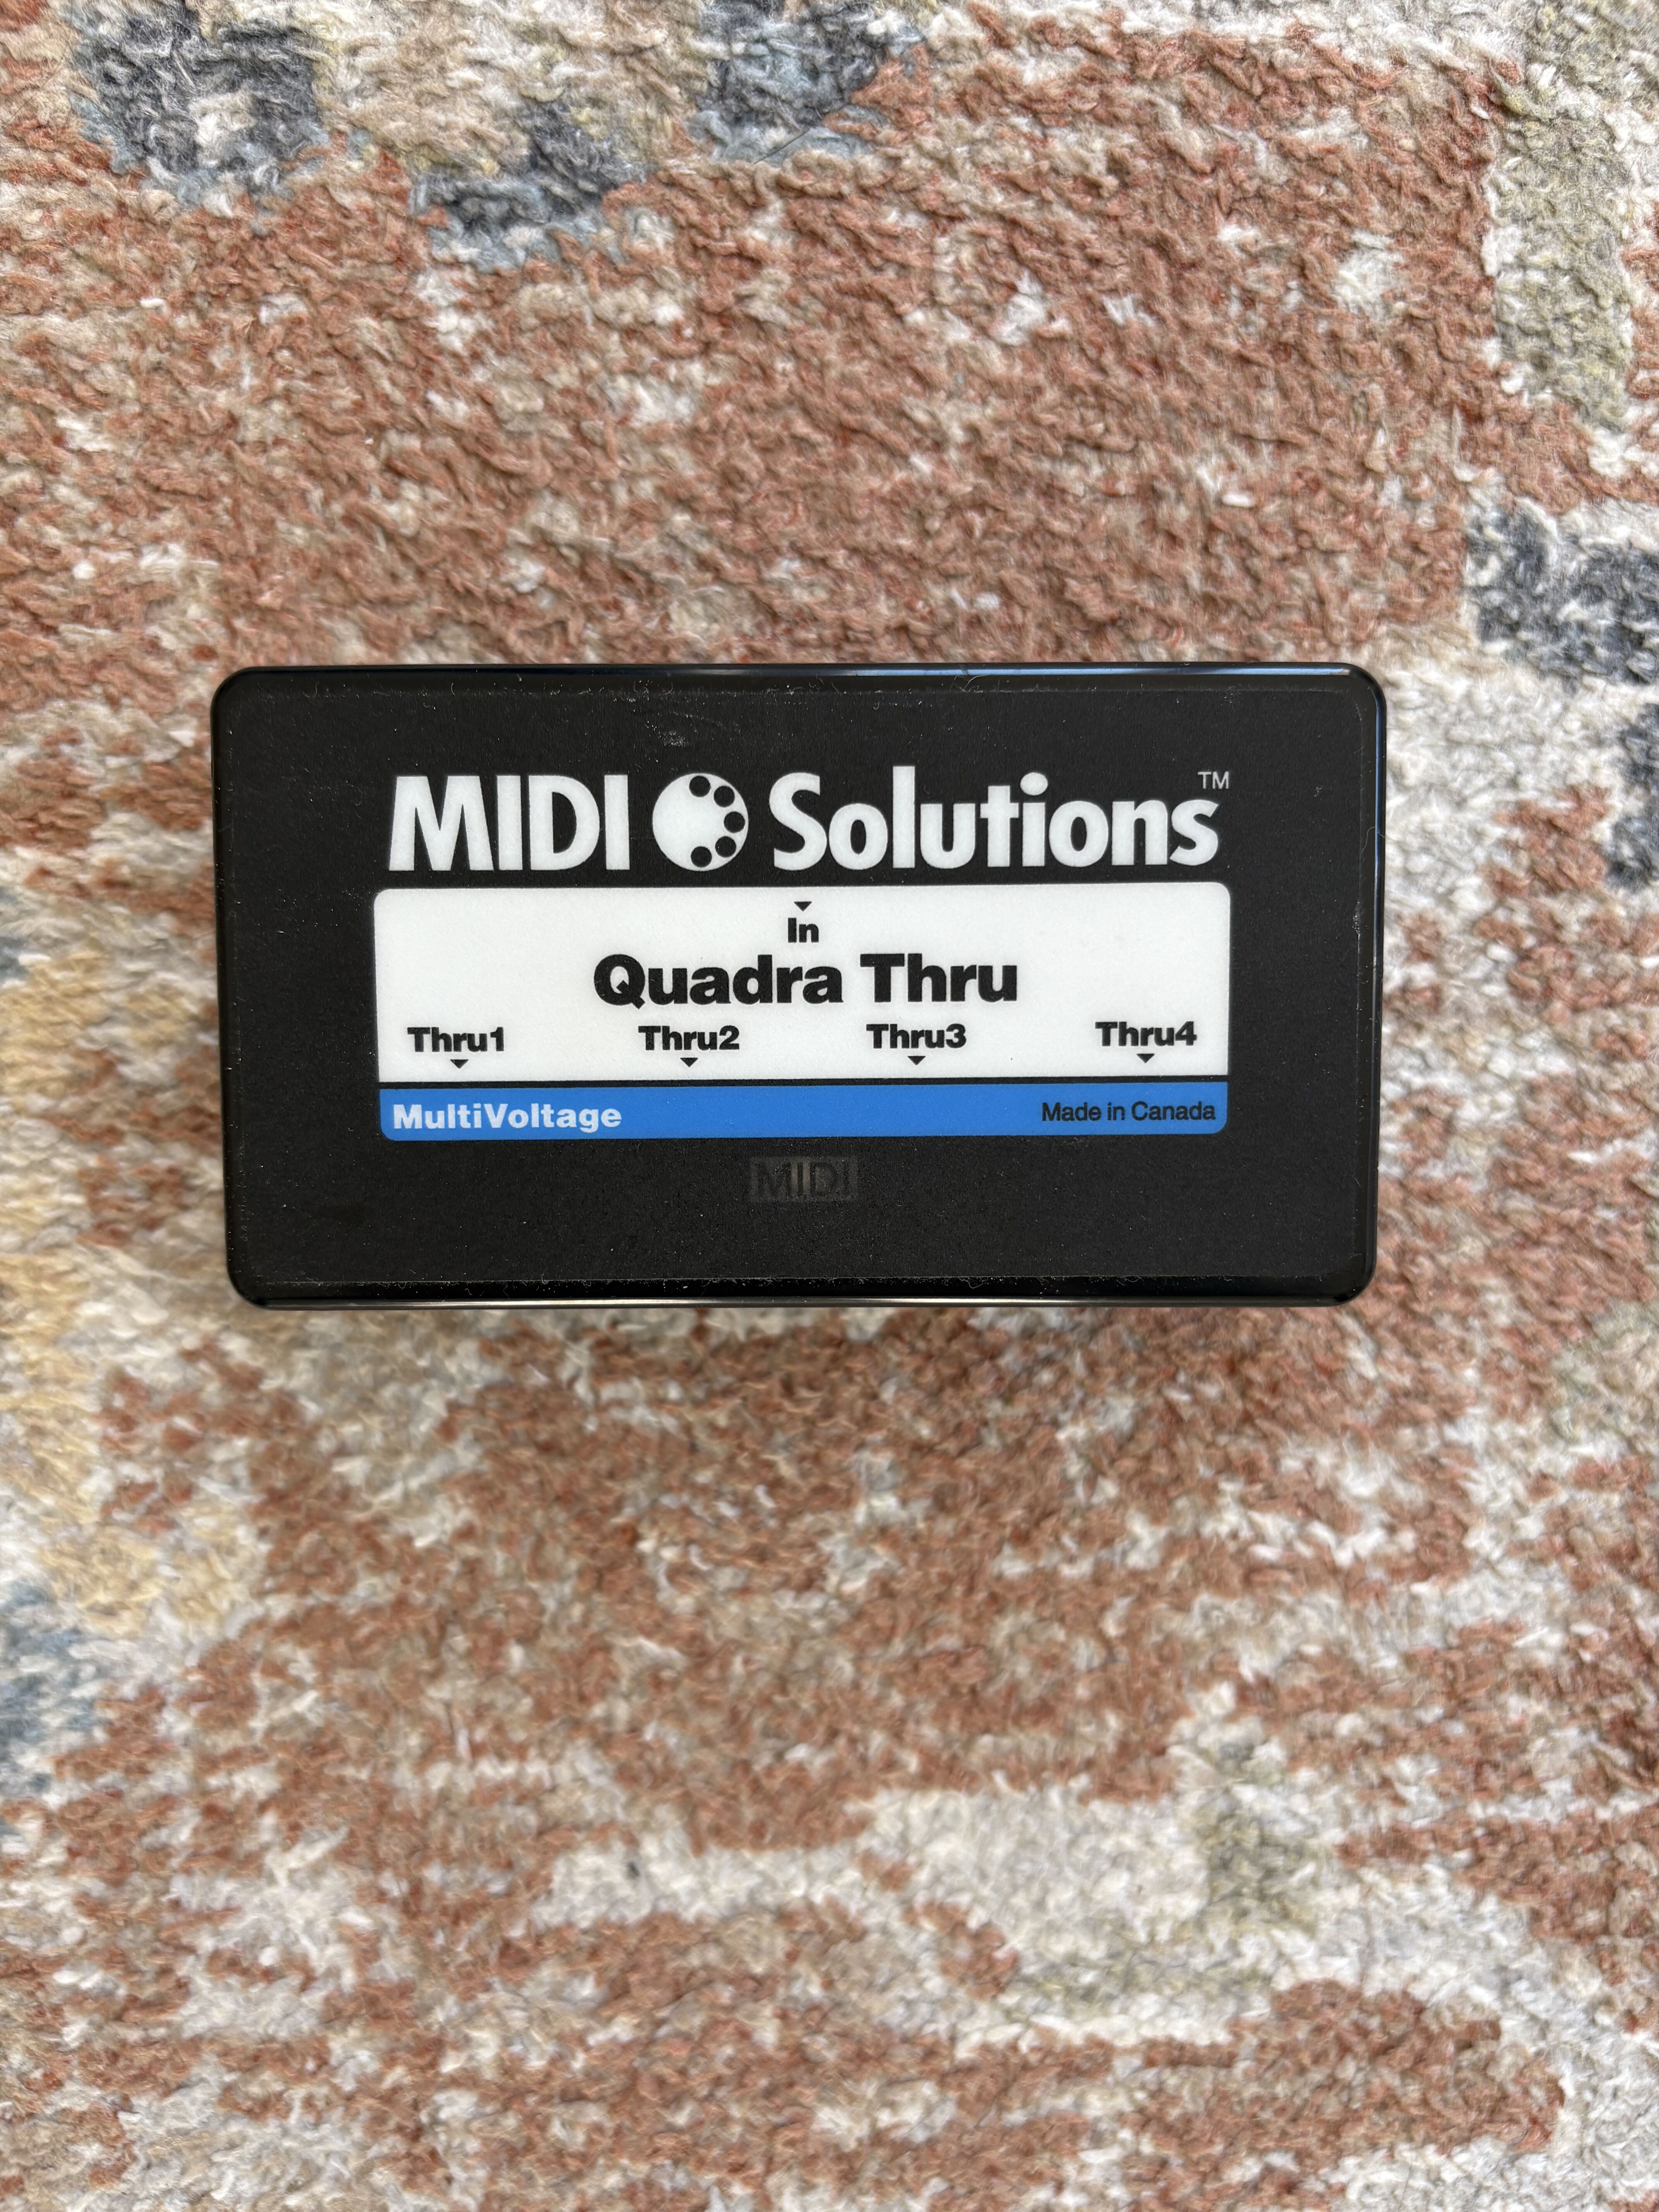 MIDI Solutions™
In
Quadra Thru
Thru1 Thru2 Thru3 Thru4
MultiVoltage Made in Canada
MIDI